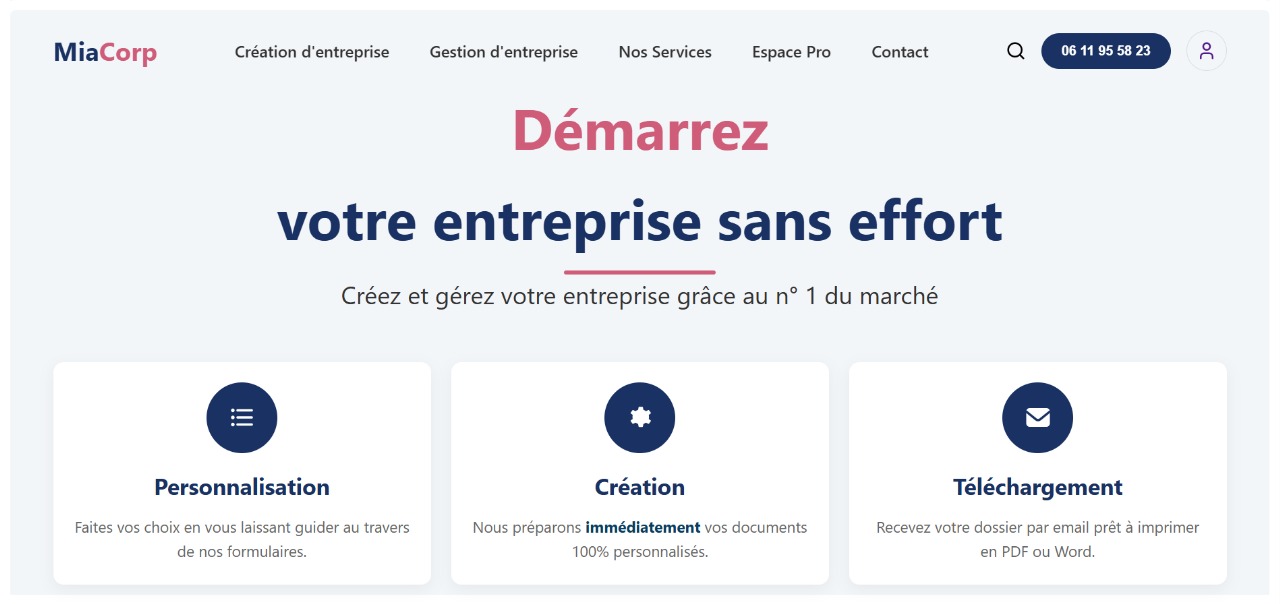 MiaCorp
Création d'entreprise
Gestion d'entreprise
Nos Services
Espace Pro
Contact
06 11 95 58 23
Démarrez
votre entreprise sans effort
Créez et gérez votre entreprise grâce au n° 1 du marché
Personnalisation
Faites vos choix en vous laissant guider au travers
de nos formulaires.
Création
Nous préparons immédiatement vos documents
100% personnalisés.
Téléchargement
Recevez votre dossier par email prêt à imprimer
en PDF ou Word.